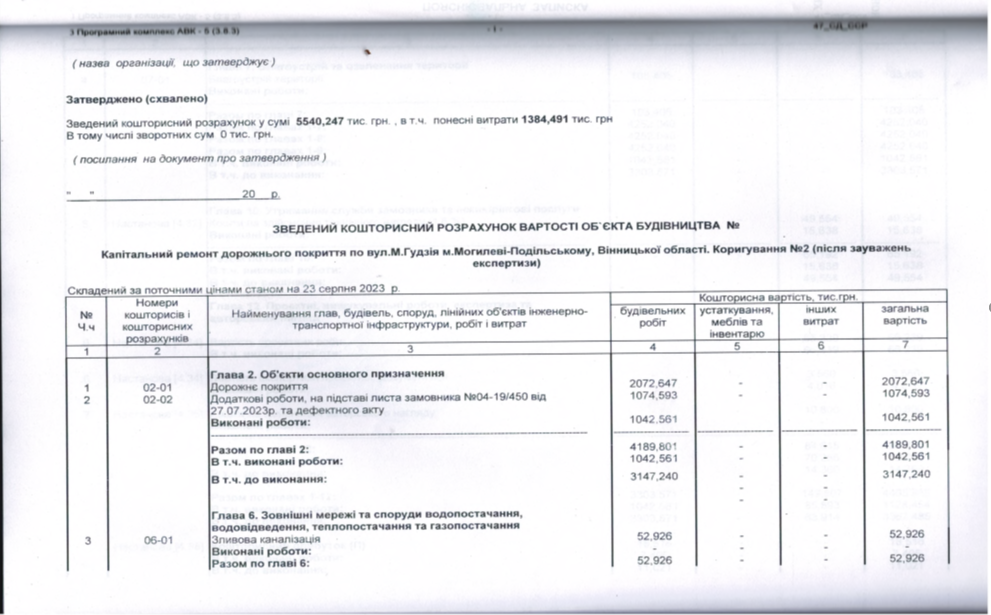 з Програмний комплекс АВК - 5 (3.8.3) - 1 - 47_СД_ССР
( назва організації, що затверджує )
Затверджено (схвалено)
Зведений кошторисний розрахунок у сумі 5540,247 тис. грн. , в т.ч. понесні витрати 1384,491 тис. грн
В тому числі зворотних сум 0 тис. грн.
( посилання на документ про затвердження )
" " 20 р.
ЗВЕДЕНИЙ КОШТОРИСНИЙ РОЗРАХУНОК ВАРТОСТІ ОБ`ЄКТА БУДІВНИЦТВА №
Капітальний ремонт дорожнього покриття по вул.М.Гудзія м.Могилеві-Подільському, Вінницької області. Коригування №2 (після зауважень
експертизи)
Складений за поточними цінами станом на 23 серпня 2023 р.
№ Ч.ч
Номери кошторисів і кошторисних розрахунків
Найменування глав, будівель, споруд, лінійних об'єктів інженерно-транспортної інфраструктури, робіт і витрат
Кошторисна вартість, тис.грн.
будівельних робіт
устаткування, меблів та інвентарю
інших витрат
загальна вартість
1 2 3 4 5 6 7
Глава 2. Об'єкти основного призначення
1 02-01 Дорожнє покриття 2072,647 - - 2072,647
2 02-02 Додаткові роботи, на підставі листа замовника №04-19/450 від 1074,593 - - 1074,593
27.07.2023р. та дефектного акту
Виконані роботи: 1042,561 - - 1042,561
Разом по главі 2: 4189,801 - - 4189,801
В т.ч. виконані роботи: 1042,561 - - 1042,561
В т.ч. до виконання: 3147,240 - - 3147,240
- -
- -
Глава 6. Зовнішні мережі та споруди водопостачання,
водовідведення, теплопостачання та газопостачання
3 06-01 Зливова каналізація 52,926 - - 52,926
Виконані роботи: - - - -
Разом по главі 6: 52,926 - - 52,926